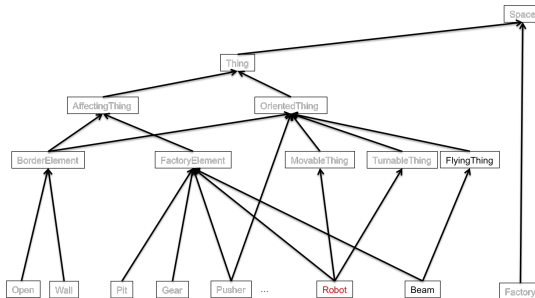 Space
Thing
AffectingThing OrientedThing
BorderElement FactoryElement MovableThing TurnableThing FlyingThing
Open Wall Pit Gear Pusher ... Robot Beam Factory